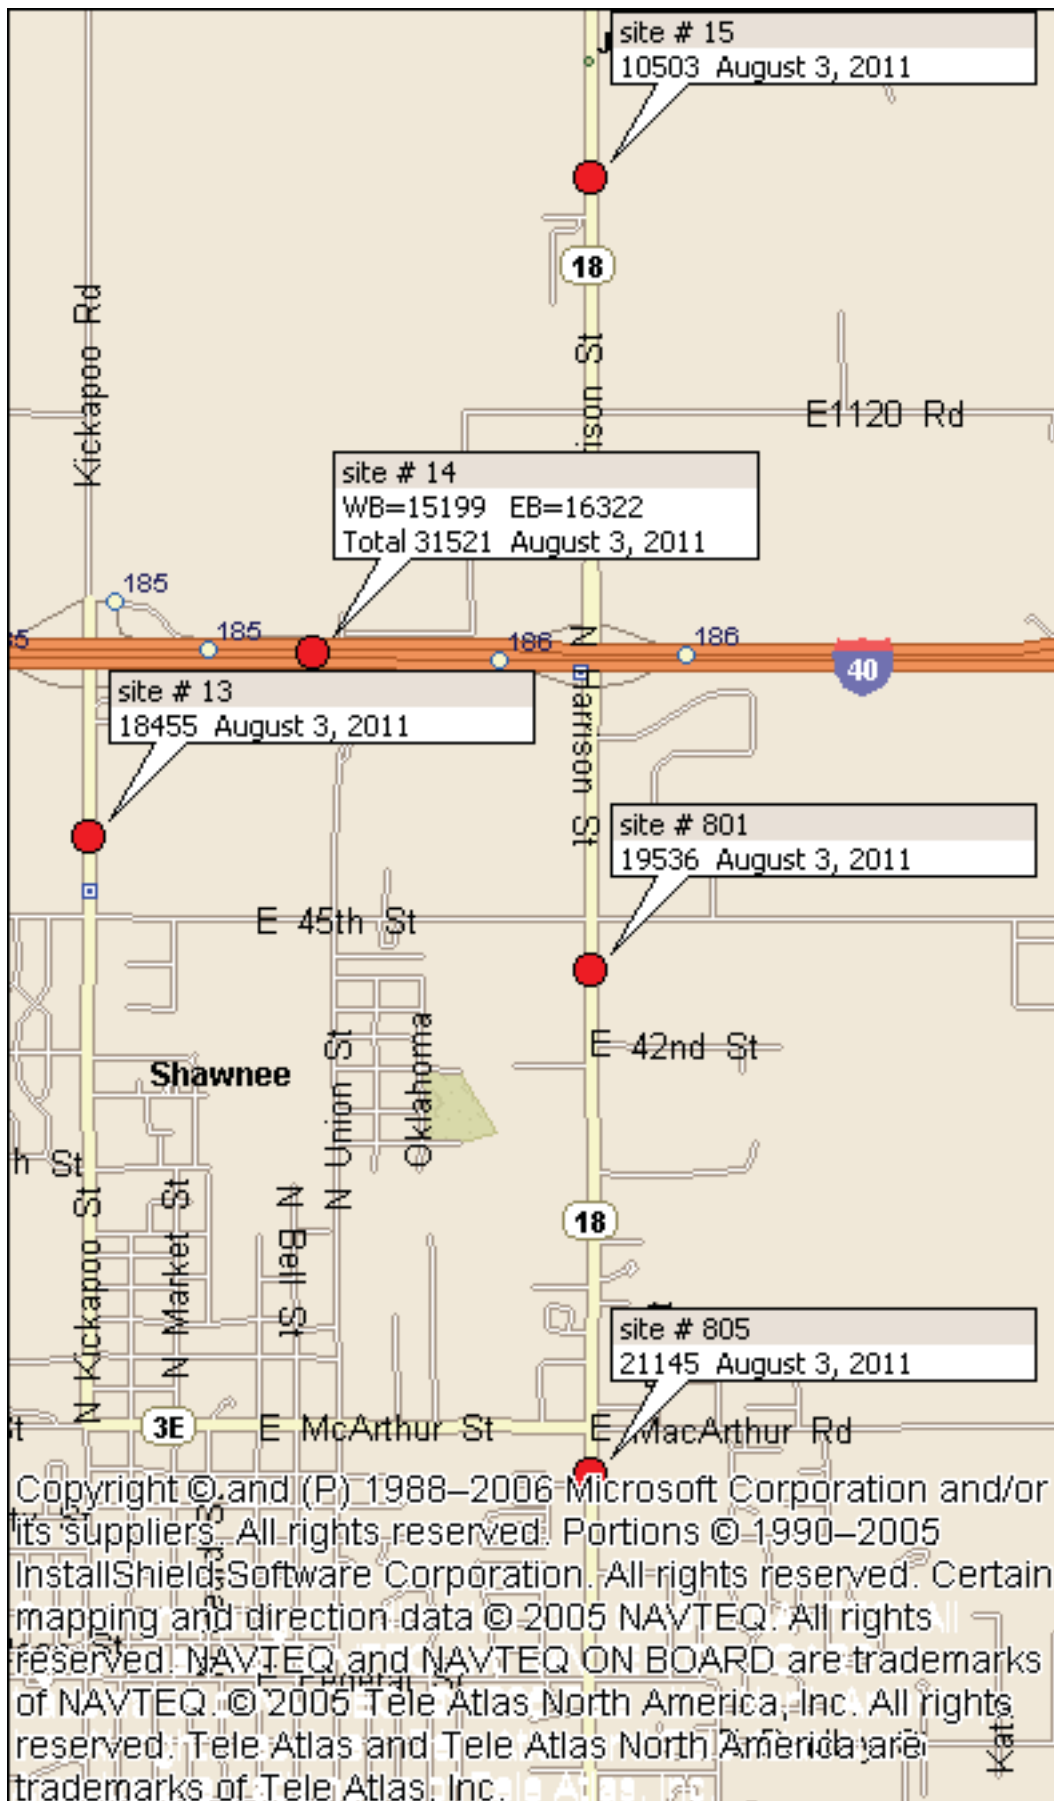 site # 15
10503 August 3, 2011
18
Kickapoo Rd
ison St
E1120 Rd
site # 14
WB=15199 EB=16322
Total 31521 August 3, 2011
185
185
186
186
40
N Harrison St
site # 13
18455 August 3, 2011
site # 801
19536 August 3, 2011
E 45th St
E 42nd St
Shawnee
N Union St
Oklahoma
h St
18
N Kickapoo St
N Market St
N Bell St
site # 805
21145 August 3, 2011
3E
E McArthur St
E MacArthur Rd
Copyright © and (P) 1988–2006 Microsoft Corporation and/or
its suppliers. All rights reserved. Portions © 1990–2005
InstallShield Software Corporation. All rights reserved. Certain
mapping and direction data © 2005 NAVTEQ. All rights
reserved. NAVTEQ and NAVTEQ ON BOARD are trademarks
of NAVTEQ. © 2005 Tele Atlas North America, Inc. All rights
reserved. Tele Atlas and Tele Atlas North America are
trademarks of Tele Atlas, Inc.
Kat